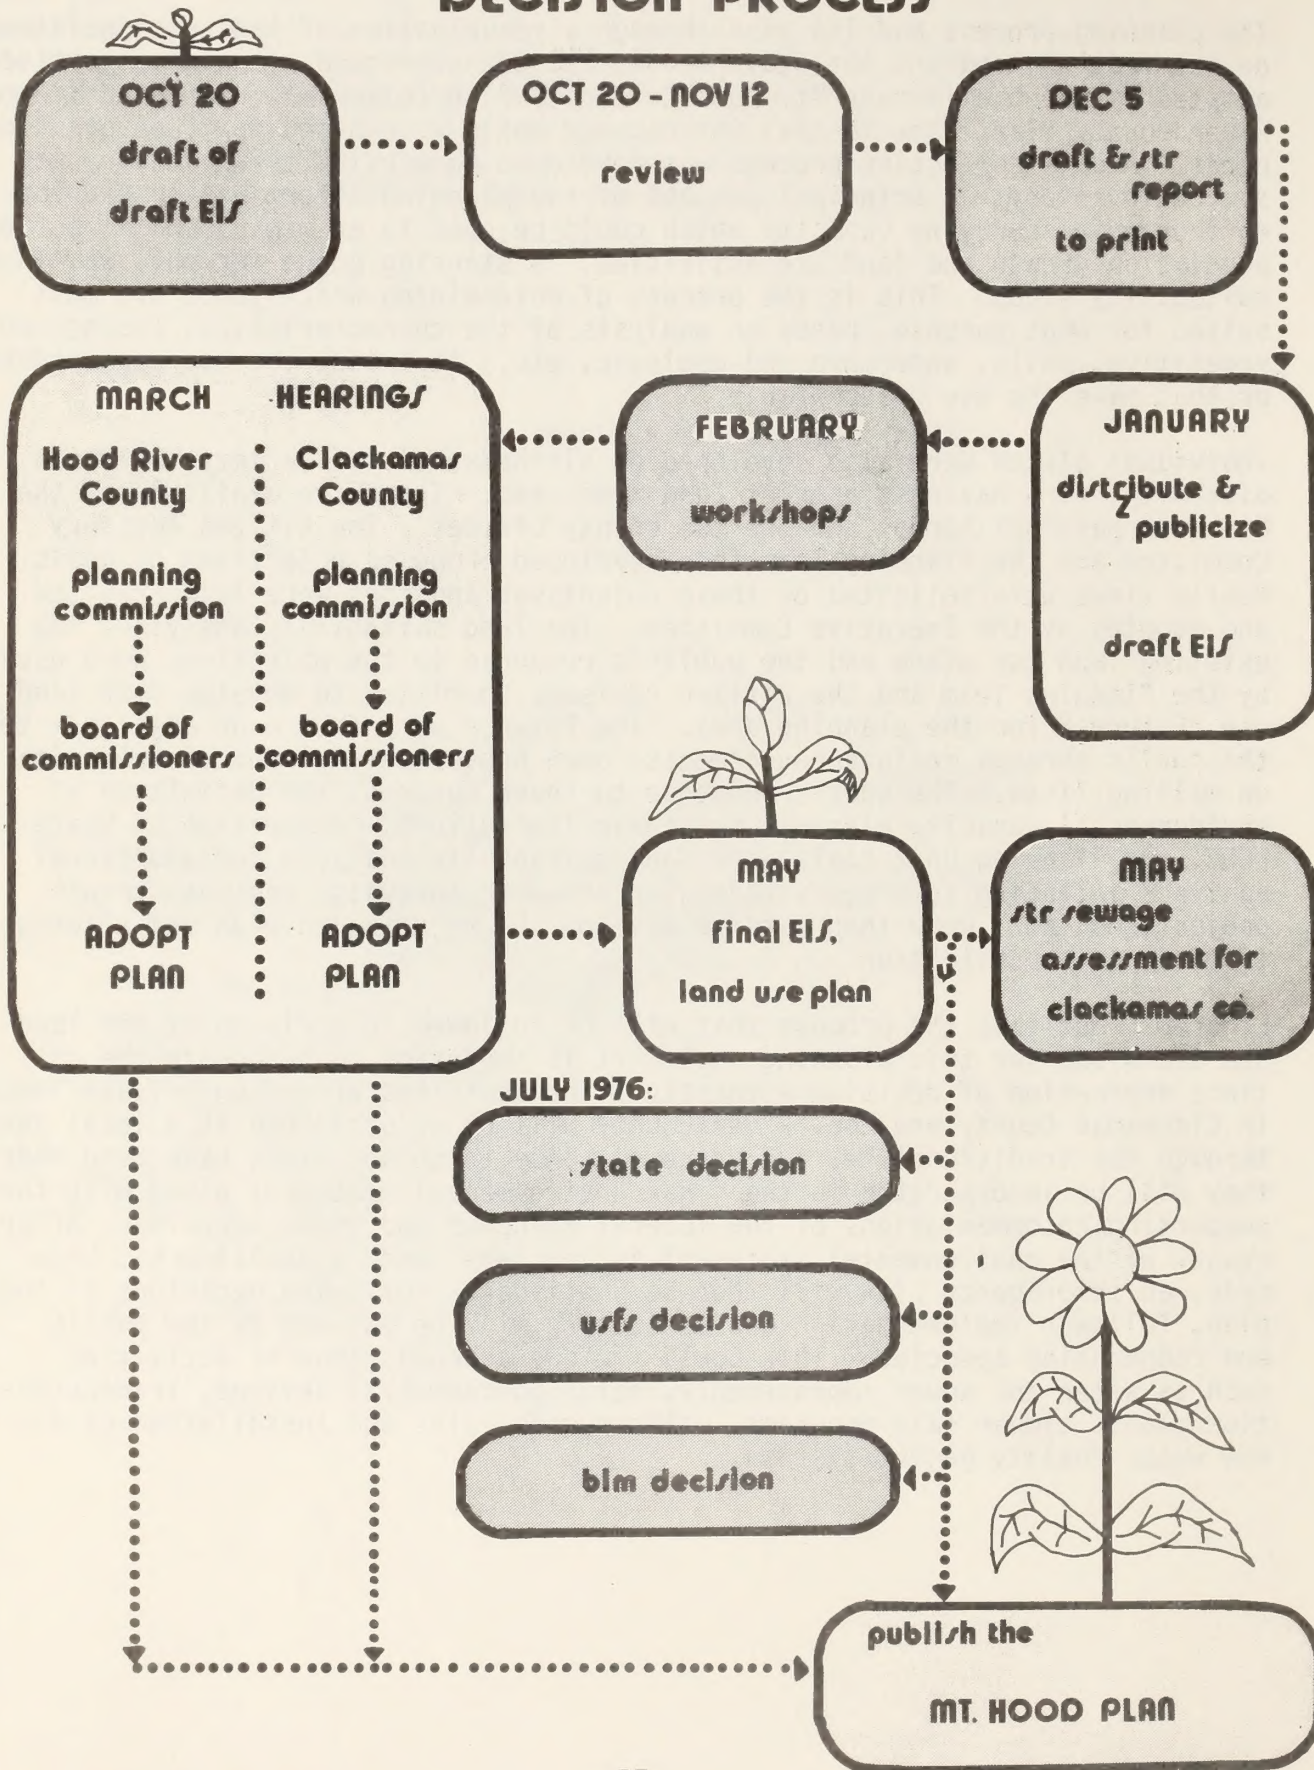 DECISION PROCESS
OCT 20
draft of
draft EIS
OCT 20 - NOV 12
review
DEC 5
draft & str
report
to print
MARCH HEARINGS
Hood River
County
planning
commission
board of
commissioners
ADOPT
PLAN
Clackamas
County
planning
commission
board of
commissioners
ADOPT
PLAN
FEBRUARY
workshops
JANUARY
distribute &
publicize
draft EIS
MAY
final EIS,
land use plan
MAY
str sewage
assessment for
clackamas co.
JULY 1976:
state decision
usfs decision
blm decision
publish the
MT. HOOD PLAN